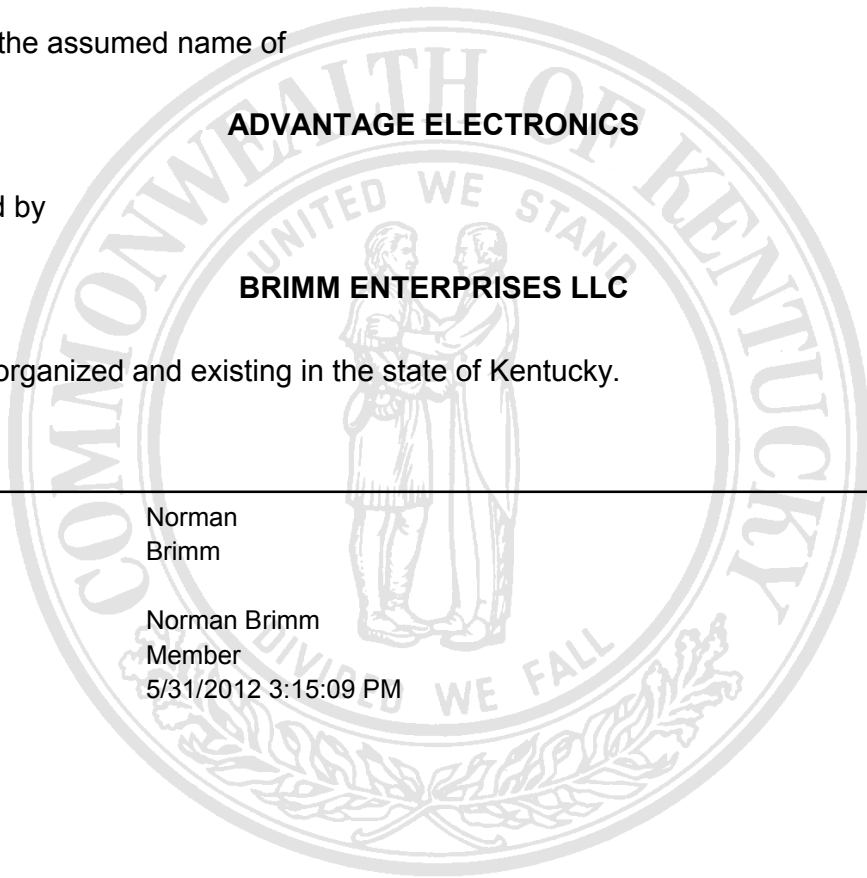 the assumed name of
ADVANTAGE ELECTRONICS
d by
BRIMM ENTERPRISES LLC
organized and existing in the state of Kentucky.
Norman
Brimm
Norman Brimm
Member
5/31/2012 3:15:09 PM
COMMONWEALTH OF KENTUCKY
UNITED WE STAND
DIVIDED WE FALL